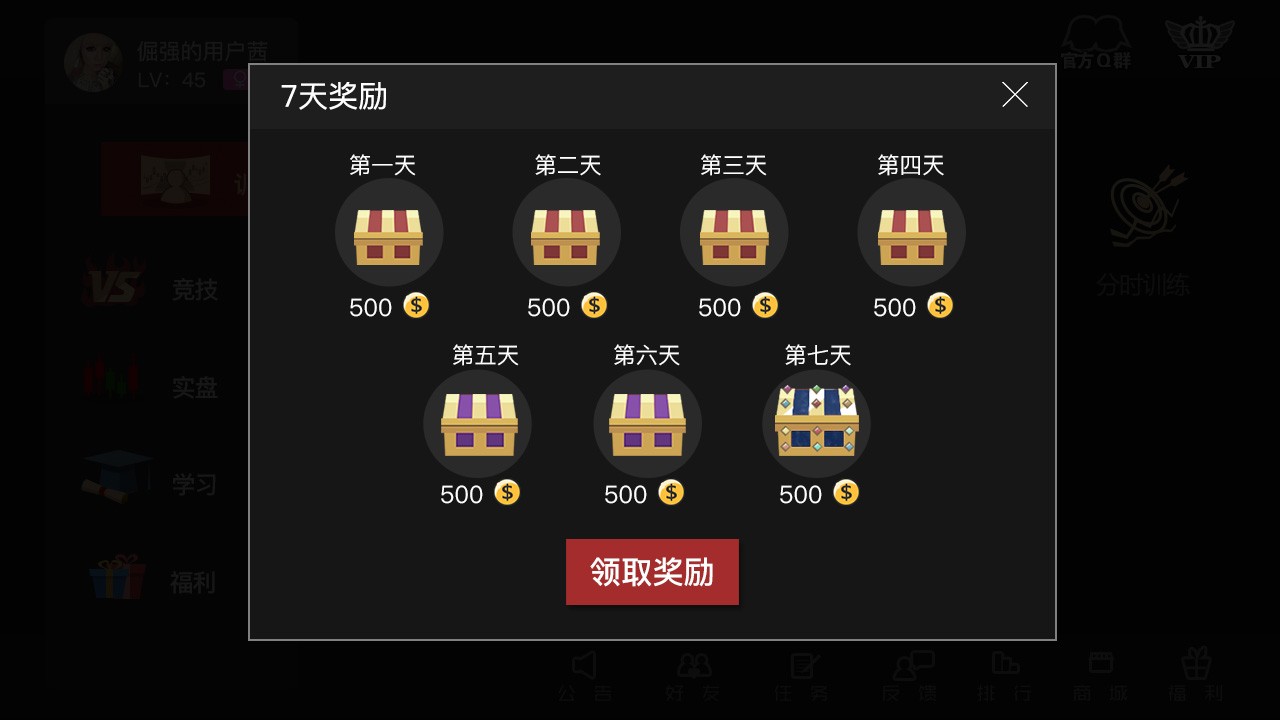 倔强的用户茜
LV: 45
官方Q群
VIP
7天奖励
第一天
第二天
第三天
第四天
500
500
500
500
第五天
第六天
第七天
500
500
500
领取奖励
VS
竞技
实盘
学习
福利
分时训练
公告
好友
任务
反馈
排行
商城
福利